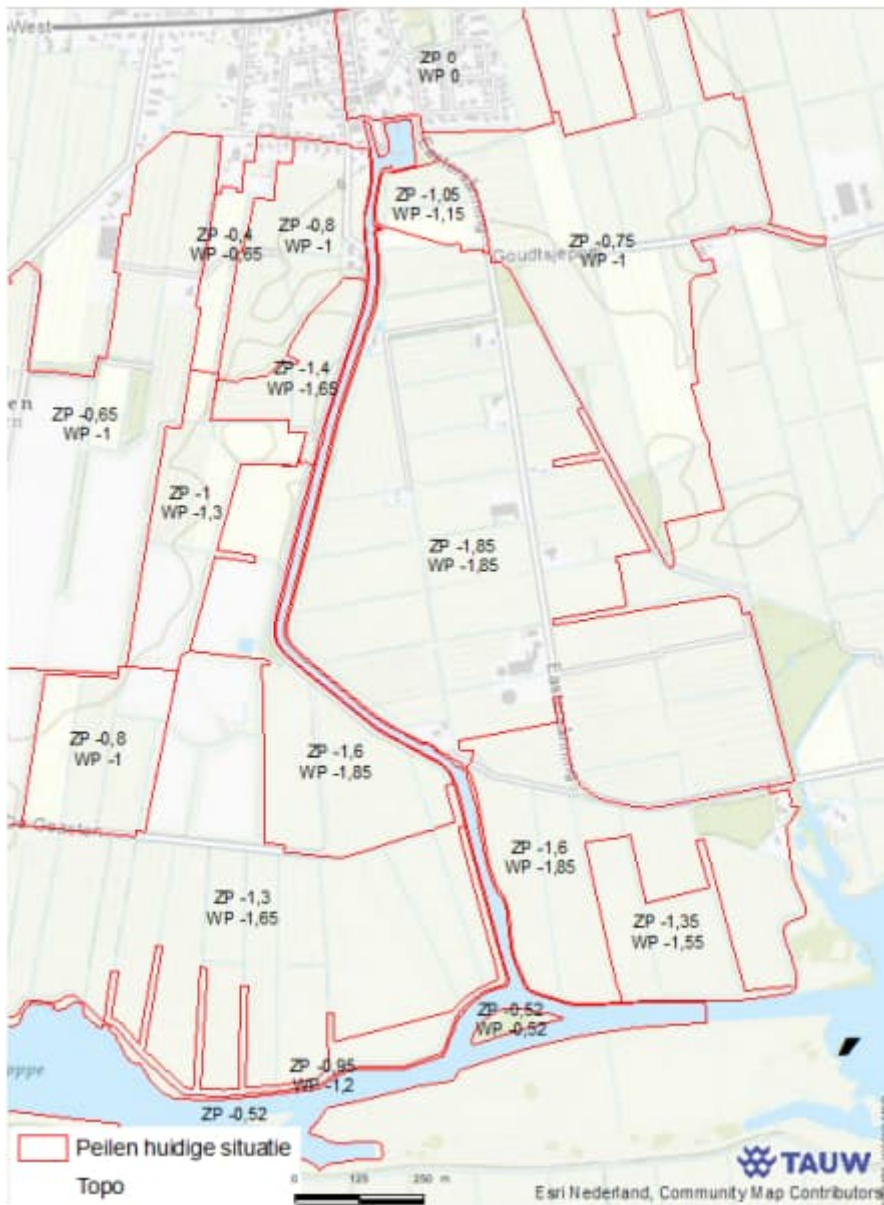 -West
ZP 0
WP 0
ZP -1,05
WP -1,15
ZP -0,4
WP -0,65
ZP -0,8
WP -1
ZP -0,75
WP -1
ZP -1,4
WP -1,65
ZP -0,65
WP -1
en
ZP -1
WP -1,3
ZP -1,85
WP -1,85
ZP -0,8
WP -1
ZP -1,6
WP -1,85
De Geasten
ZP -1,6
WP -1,85
ZP -1,3
WP -1,65
ZP -1,35
WP -1,55
ZP -0,52
WP -0,52
ZP -0,95
WP -1,2
oppe
ZP -0,52
Peilen huidige situatie
Topo
0 125 250 m
TAUW
Esri Nederland, Community Map Contributors